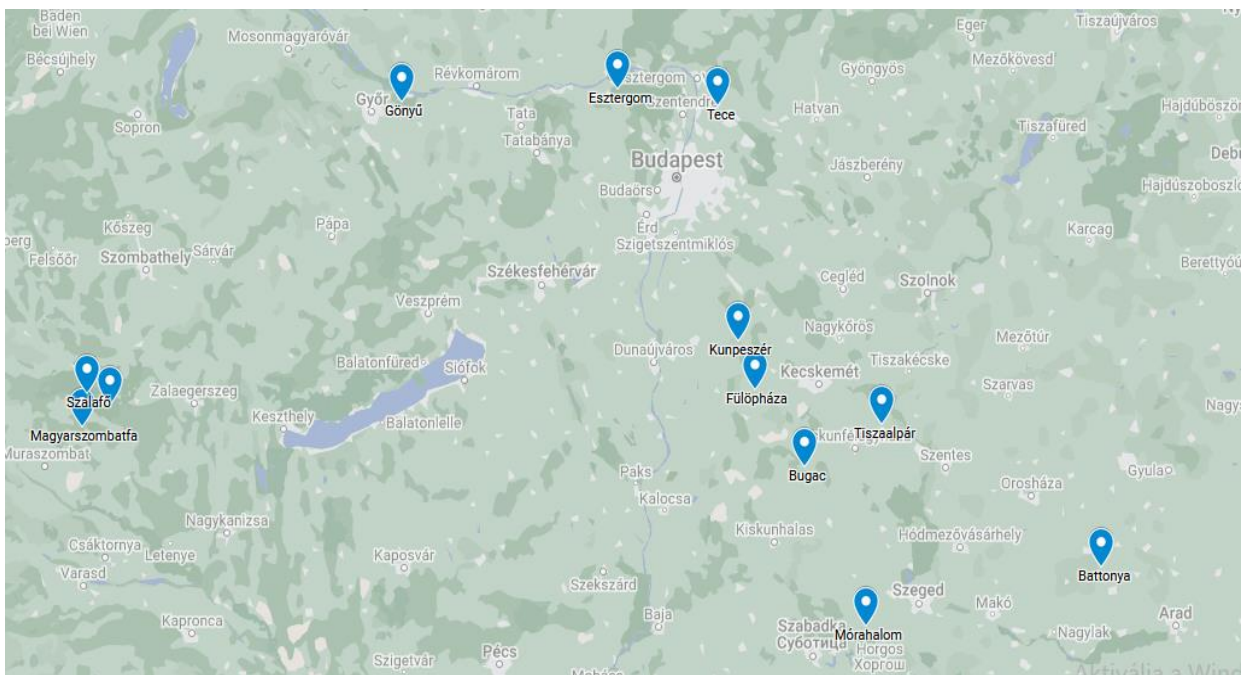 Baden
bei Wien
Bécsújhely
Mosonmagyaróvár
Sopron
Győr
Gönyű
Révkomárom
Tata
Tatabánya
Esztergom
Esztergom
Tece
Gyöngyös
Hatvan
Eger
Mezőkövesd
Tiszaújváros
Tiszafüred
Budapest
Budaörs
Érd
Szigetszentmiklós
Jászberény
Hajdúszoboszló
Karcag
Kőszeg
Felsőőr
Szombathely
Sárvár
Pápa
Székesfehérvár
Veszprém
Cegléd
Szolnok
Nagykőrös
Mezőtúr
Kunpeszér
Dunaújváros
Tiszakécske
Kecskemét
Szarvas
Fülöpháza
Balatonfüred
Siófok
Szalafő
Zalaegerszeg
Keszthely
Balatonlelle
Magyarszombatfa
Muraszombat
Tiszaalpár
Szentes
Bugac
Gyula
Paks
Orosháza
Kalocsa
Nagykanizsa
Kiskunhalas
Hódmezővásárhely
Csáktornya
Letenye
Kaposvár
Battonya
Varasd
Szekszárd
Szeged
Makó
Baja
Arad
Kapronca
Mórahalom
Szabadka
Суботица
Nagylak
Horgos
Хоргош
Pécs
Szigetvár